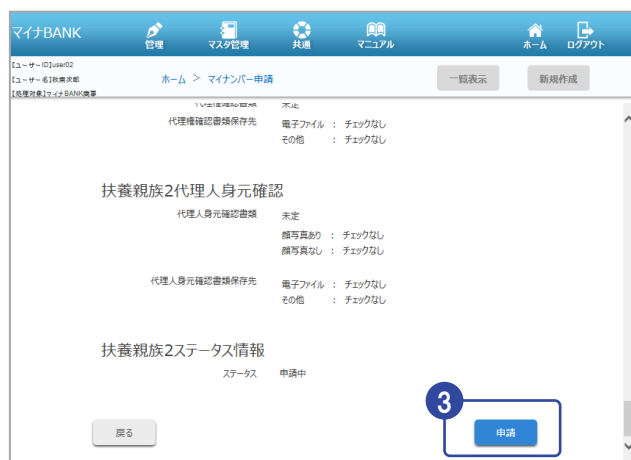 マイナBANK
管理 マスタ管理 共通 マニュアル ホーム ログアウト
【ユーザーID】user02
【ユーザー名】秋南次郎
【処理対象】マイナBANK商事
ホーム > マイナンバー申請 一覧表示 新規作成
代理権確認書類 未定
代理権確認書類保存先 電子ファイル : チェックなし
その他 : チェックなし
扶養親族2代理人身元確認
代理人身元確認書類 未定
顔写真あり : チェックなし
顔写真なし : チェックなし
代理人身元確認書類保存先 電子ファイル : チェックなし
その他 : チェックなし
扶養親族2ステータス情報
ステータス 申請中
3
戻る 申請